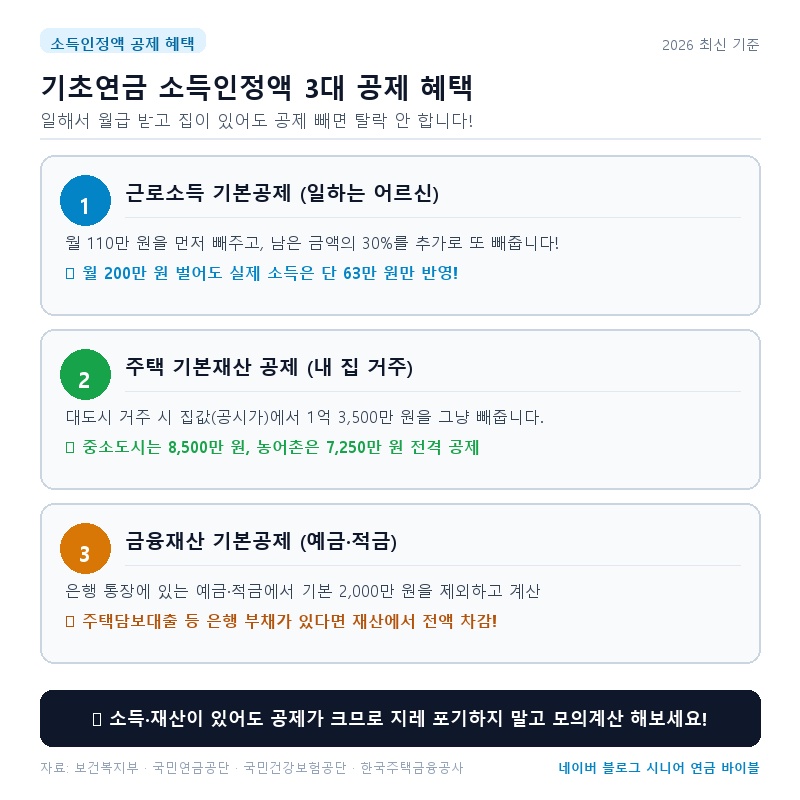 소득인정액 공제 혜택
2026 최신 기준
기초연금 소득인정액 3대 공제 혜택
일해서 월급 받고 집이 있어도 공제 빼면 탈락 안 합니다!
1
근로소득 기본공제 (일하는 어르신)
월 110만 원을 먼저 빼주고, 남은 금액의 30%를 추가로 또 빼줍니다!
월 200만 원 벌어도 실제 소득은 단 63만 원만 반영!
2
주택 기본재산 공제 (내 집 거주)
대도시 거주 시 집값(공시가)에서 1억 3,500만 원을 그냥 빼줍니다.
중소도시는 8,500만 원, 농어촌은 7,250만 원 전격 공제
3
금융재산 기본공제 (예금·적금)
은행 통장에 있는 예금·적금에서 기본 2,000만 원을 제외하고 계산
주택담보대출 등 은행 부채가 있다면 재산에서 전액 차감!
소득·재산이 있어도 공제가 크므로 지레 포기하지 말고 모의계산 해보세요!
자료: 보건복지부 · 국민연금공단 · 국민건강보험공단 · 한국주택금융공사
네이버 블로그 시니어 연금 바이블